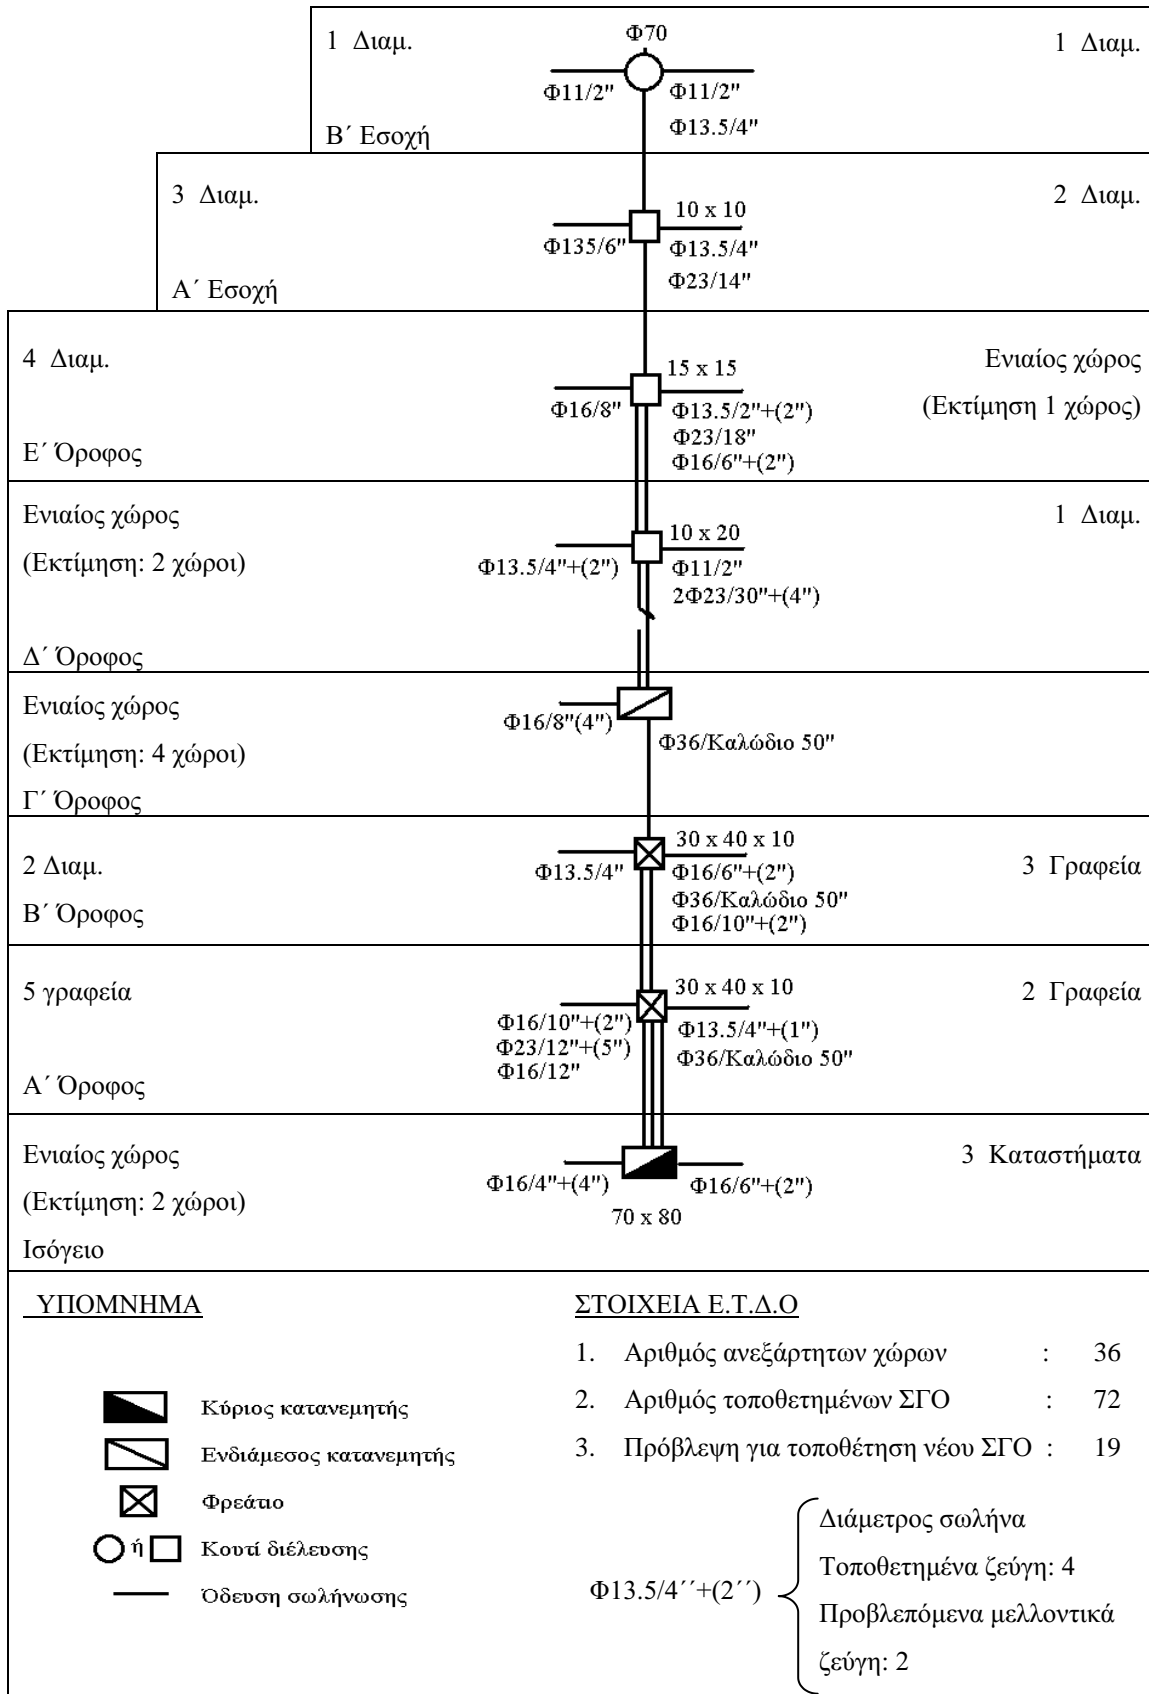 1 Διαμ.
Φ70
1 Διαμ.
Φ11/2"
Φ11/2"
Φ13.5/4"
Β΄ Εσοχή
3 Διαμ.
10 x 10
2 Διαμ.
Φ135/6"
Φ13.5/4"
Φ23/14"
Α΄ Εσοχή
4 Διαμ.
15 x 15
Ενιαίος χώρος
(Εκτίμηση 1 χώρος)
Φ16/8"
Φ13.5/2"+(2")
Φ23/18"
Φ16/6"+(2")
Ε΄ Όροφος
Ενιαίος χώρος
(Εκτίμηση: 2 χώροι)
10 x 20
1 Διαμ.
Φ13.5/4"+(2")
Φ11/2"
2Φ23/30"+(4")
Δ΄ Όροφος
Ενιαίος χώρος
(Εκτίμηση: 4 χώροι)
Φ16/8"(4")
Φ36/Καλώδιο 50"
Γ΄ Όροφος
2 Διαμ.
30 x 40 x 10
3 Γραφεία
Φ13.5/4"
Φ16/6"+(2")
Φ36/Καλώδιο 50"
Φ16/10"+(2")
Β΄ Όροφος
5 γραφεία
30 x 40 x 10
2 Γραφεία
Φ16/10"+(2")
Φ23/12"+(5")
Φ16/12"
Φ13.5/4"+(1")
Φ36/Καλώδιο 50"
Α΄ Όροφος
Ενιαίος χώρος
(Εκτίμηση: 2 χώροι)
3 Καταστήματα
Φ16/4"+(4")
Φ16/6"+(2")
70 x 80
Ισόγειο
ΥΠΟΜΝΗΜΑ
Κύριος κατανεμητής
Ενδιάμεσος κατανεμητής
Φρεάτιο
ή Κουτί διέλευσης
Όδευση σωλήνωσης
ΣΤΟΙΧΕΙΑ Ε.Τ.Δ.Ο
1. Αριθμός ανεξάρτητων χώρων : 36
2. Αριθμός τοποθετημένων ΣΓΟ : 72
3. Πρόβλεψη για τοποθέτηση νέου ΣΓΟ : 19
Φ13.5/4΄΄+(2΄΄)
Διάμετρος σωλήνα
Τοποθετημένα ζεύγη: 4
Προβλεπόμενα μελλοντικά
ζεύγη: 2